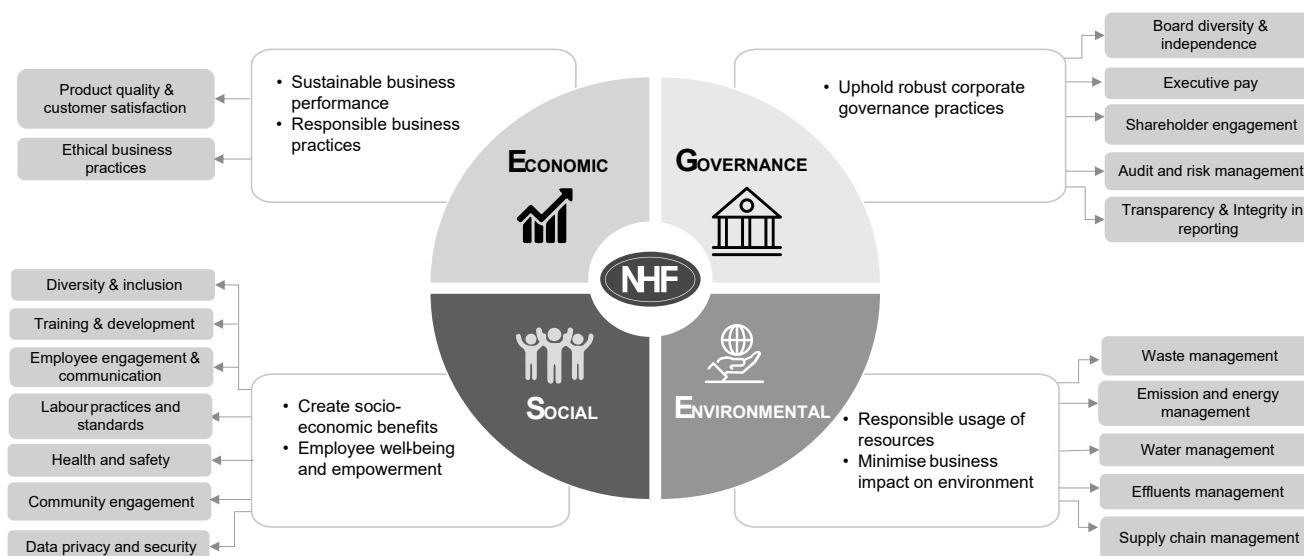 Product quality &
customer satisfaction
Ethical business
practices
• Sustainable business
performance
• Responsible business
practices
ECONOMIC
GOVERNANCE
• Uphold robust corporate
governance practices
Board diversity &
independence
Executive pay
Shareholder engagement
Audit and risk management
Transparency & Integrity in
reporting
NHF
Diversity & inclusion
Training & development
Employee engagement &
communication
Labour practices and
standards
Health and safety
Community engagement
Data privacy and security
• Create socio-
economic benefits
• Employee well-being
and empowerment
SOCIAL
ENVIRONMENTAL
• Responsible usage of
resources
• Minimise business
impact on environment
Waste management
Emission and energy
management
Water management
Effluents management
Supply chain management